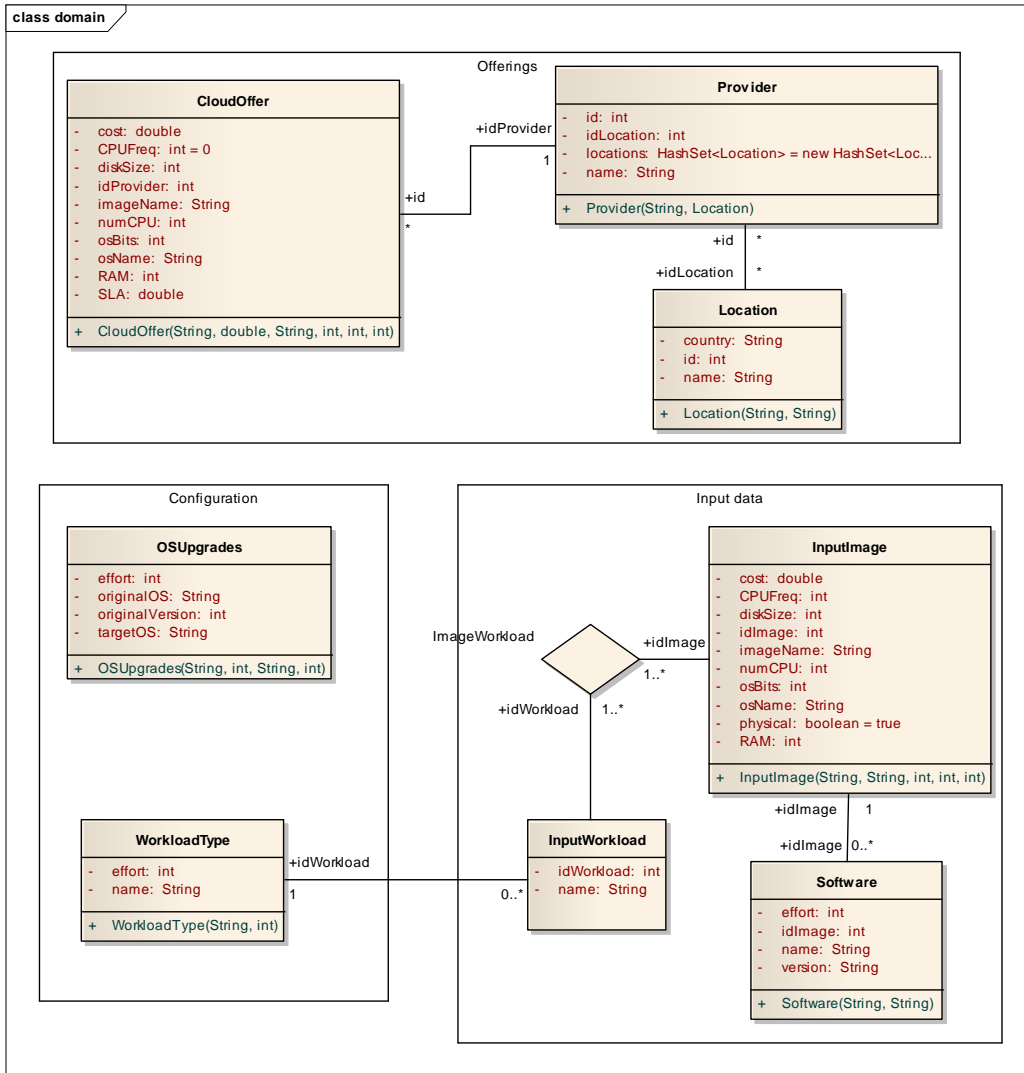 class domain
Offerings
CloudOffer
- cost: double
- CPUFreq: int = 0
- diskSize: int
- idProvider: int
- imageName: String
- numCPU: int
- osBits: int
- osName: String
- RAM: int
- SLA: double
+ CloudOffer(String, double, String, int, int, int)
+id
*
+idProvider
1
Provider
- id: int
- idLocation: int
- locations: HashSet<Location> = new HashSet<Loc...
- name: String
+ Provider(String, Location)
+id *
+idLocation *
Location
- country: String
- id: int
- name: String
+ Location(String, String)
Configuration
OSUpgrades
- effort: int
- originalOS: String
- originalVersion: int
- targetOS: String
+ OSUpgrades(String, int, String, int)
WorkloadType
- effort: int
- name: String
+ WorkloadType(String, int)
+idWorkload
1
0..*
Input data
ImageWorkload
+idImage
1..*
+idWorkload 1..*
InputImage
- cost: double
- CPUFreq: int
- diskSize: int
- idImage: int
- imageName: String
- numCPU: int
- osBits: int
- osName: String
- physical: boolean = true
- RAM: int
+ InputImage(String, String, int, int, int)
+idImage 1
+idImage 0..*
InputWorkload
- idWorkload: int
- name: String
Software
- effort: int
- idImage: int
- name: String
- version: String
+ Software(String, String)